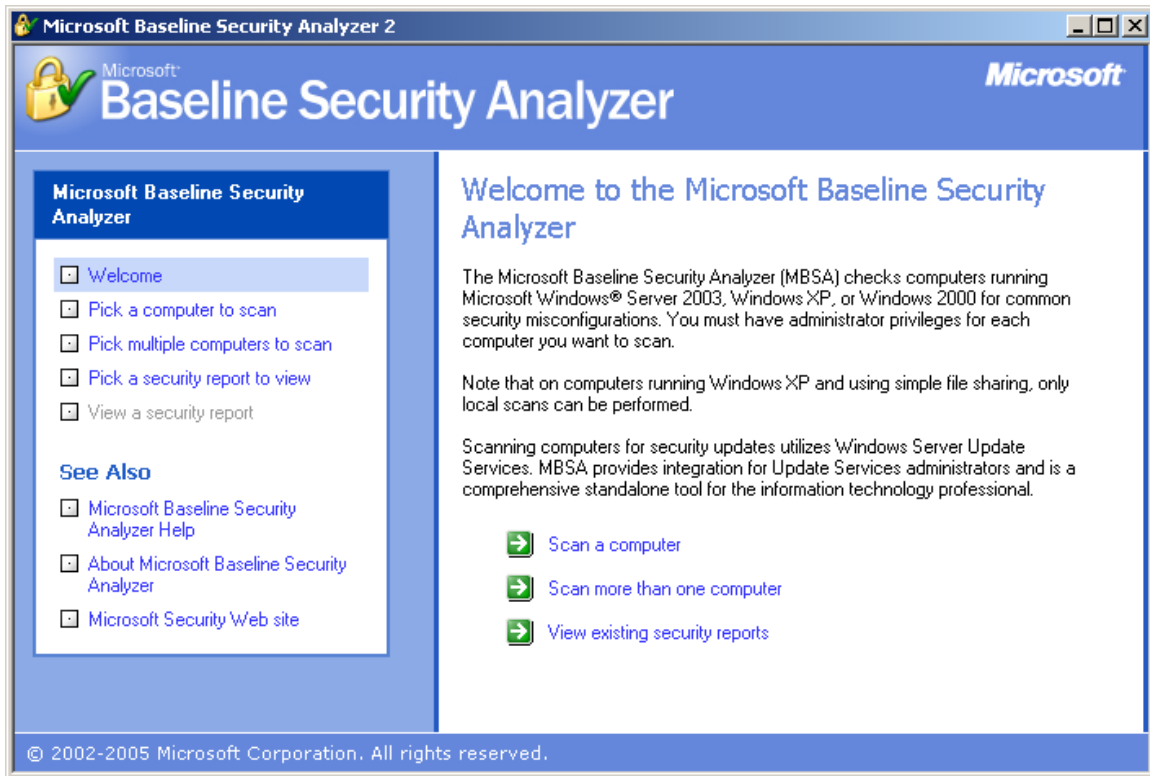 Microsoft Baseline Security Analyzer 2
Microsoft
Baseline Security Analyzer
Microsoft
Microsoft Baseline Security
Analyzer
Welcome
Pick a computer to scan
Pick multiple computers to scan
Pick a security report to view
View a security report
See Also
Microsoft Baseline Security
Analyzer Help
About Microsoft Baseline Security
Analyzer
Microsoft Security Web site
Welcome to the Microsoft Baseline Security
Analyzer
The Microsoft Baseline Security Analyzer (MBSA) checks computers running
Microsoft Windows® Server 2003, Windows XP, or Windows 2000 for common
security misconfigurations. You must have administrator privileges for each
computer you want to scan.
Note that on computers running Windows XP and using simple file sharing, only
local scans can be performed.
Scanning computers for security updates utilizes Windows Server Update
Services. MBSA provides integration for Update Services administrators and is a
comprehensive standalone tool for the information technology professional.
Scan a computer
Scan more than one computer
View existing security reports
© 2002-2005 Microsoft Corporation. All rights reserved.